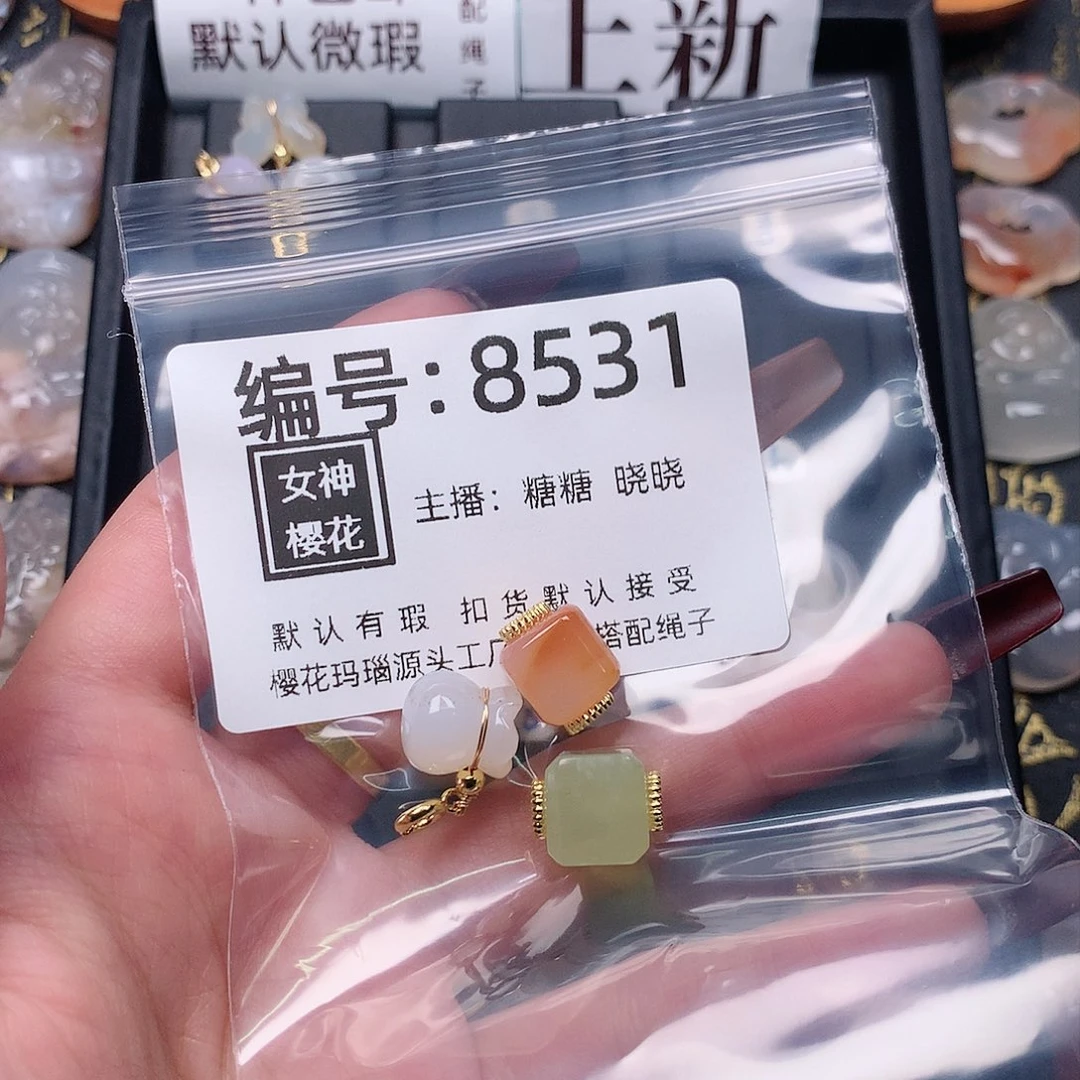 默认微瑕
配绳子
上新
编号:8531
女神
樱花
主播: 糖糖 晓晓
默认有瑕 扣货默认接受
樱花玛瑙源头工厂 搭配绳子